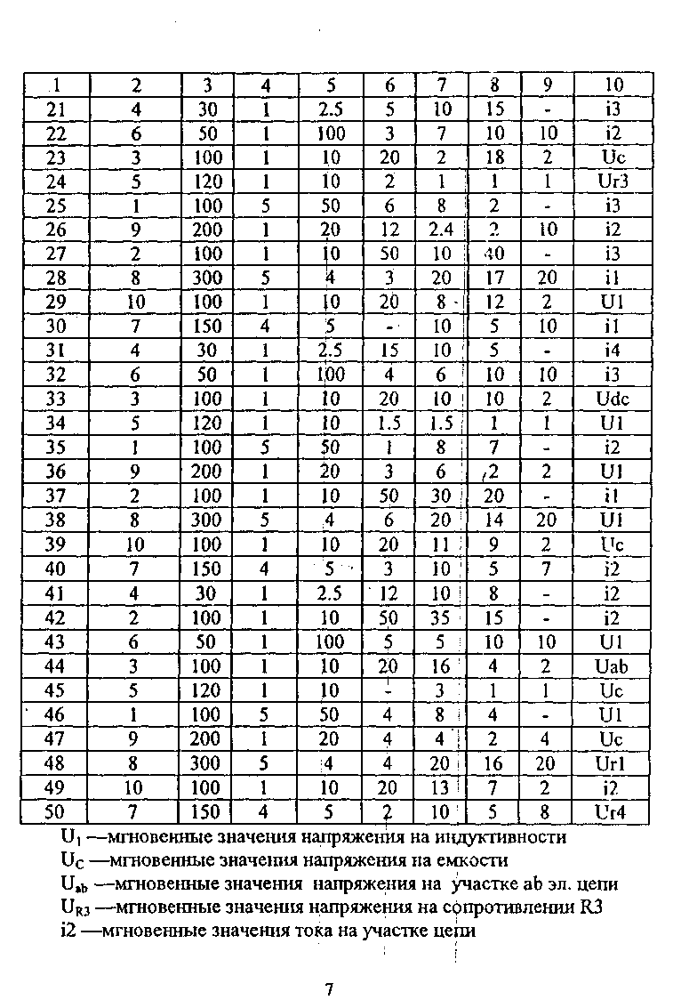 1 2 3 4 5 6 7 8 9 10
21 4 30 1 2.5 5 10 15 - i3
22 6 50 1 100 3 7 10 10 i2
23 3 100 1 10 20 2 18 2 Uc
24 5 120 1 10 2 1 1 1 Ur3
25 1 100 5 50 6 8 2 - i3
26 9 200 1 20 12 2.4 2 10 i2
27 2 100 1 10 50 10 40 - i3
28 8 300 5 4 3 20 17 20 i1
29 10 100 1 10 20 8 12 2 U1
30 7 150 4 5 - 10 5 10 i1
31 4 30 1 2.5 15 10 5 - i4
32 6 50 1 100 4 6 10 10 i3
33 3 100 1 10 20 10 10 2 Udc
34 5 120 1 10 1.5 1.5 1 1 U1
35 1 100 5 50 1 8 7 - i2
36 9 200 1 20 3 6 2 2 U1
37 2 100 1 10 50 30 20 - i1
38 8 300 5 4 6 20 14 20 U1
39 10 100 1 10 20 11 9 2 Uc
40 7 150 4 5 3 10 5 7 i2
41 4 30 1 2.5 12 10 8 - i2
42 2 100 1 10 50 35 15 - i2
43 6 50 1 100 5 5 10 10 U1
44 3 100 1 10 20 16 4 2 Uab
45 5 120 1 10 - 3 1 1 Uc
46 1 100 5 50 4 8 4 - U1
47 9 200 1 20 4 4 2 4 Uc
48 8 300 5 4 4 20 16 20 Ur1
49 10 100 1 10 20 13 7 2 i2
50 7 150 4 5 2 10 5 8 Ur4
U₁ —мгновенные значения напряжения на индуктивности
U_C —мгновенные значения напряжения на емкости
U_ab —мгновенные значения напряжения на участке ab эл. цепи
U_R3 —мгновенные значения напряжения на сопротивлении R3
i2 —мгновенные значения тока на участке цепи
7